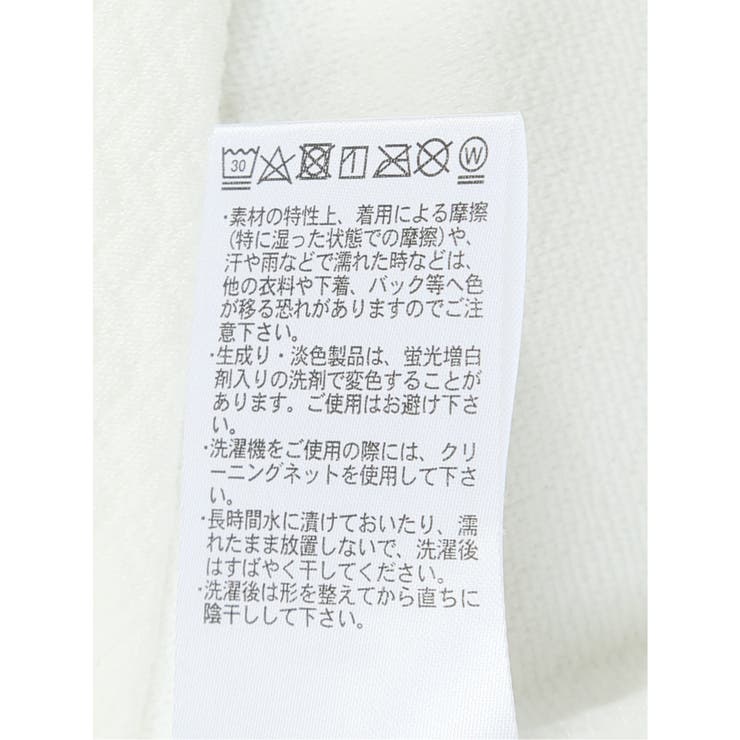 30
W
・素材の特性上、着用による摩擦
(特に湿った状態での摩擦)や、
汗や雨などで濡れた時などは、
他の衣料や下着、バック等へ色
が移る恐れがありますのでご注
意下さい。
・生成り・淡色製品は、蛍光増白
剤入りの洗剤で変色することが
あります。ご使用はお避け下さ
い。
・洗濯機をご使用の際には、クリ
ーニングネットを使用して下さ
い。
・長時間水に漬けておいたり、濡
れたまま放置しないで、洗濯後
はすばやく干してください。
・洗濯後は形を整えてから直ちに
陰干しして下さい。